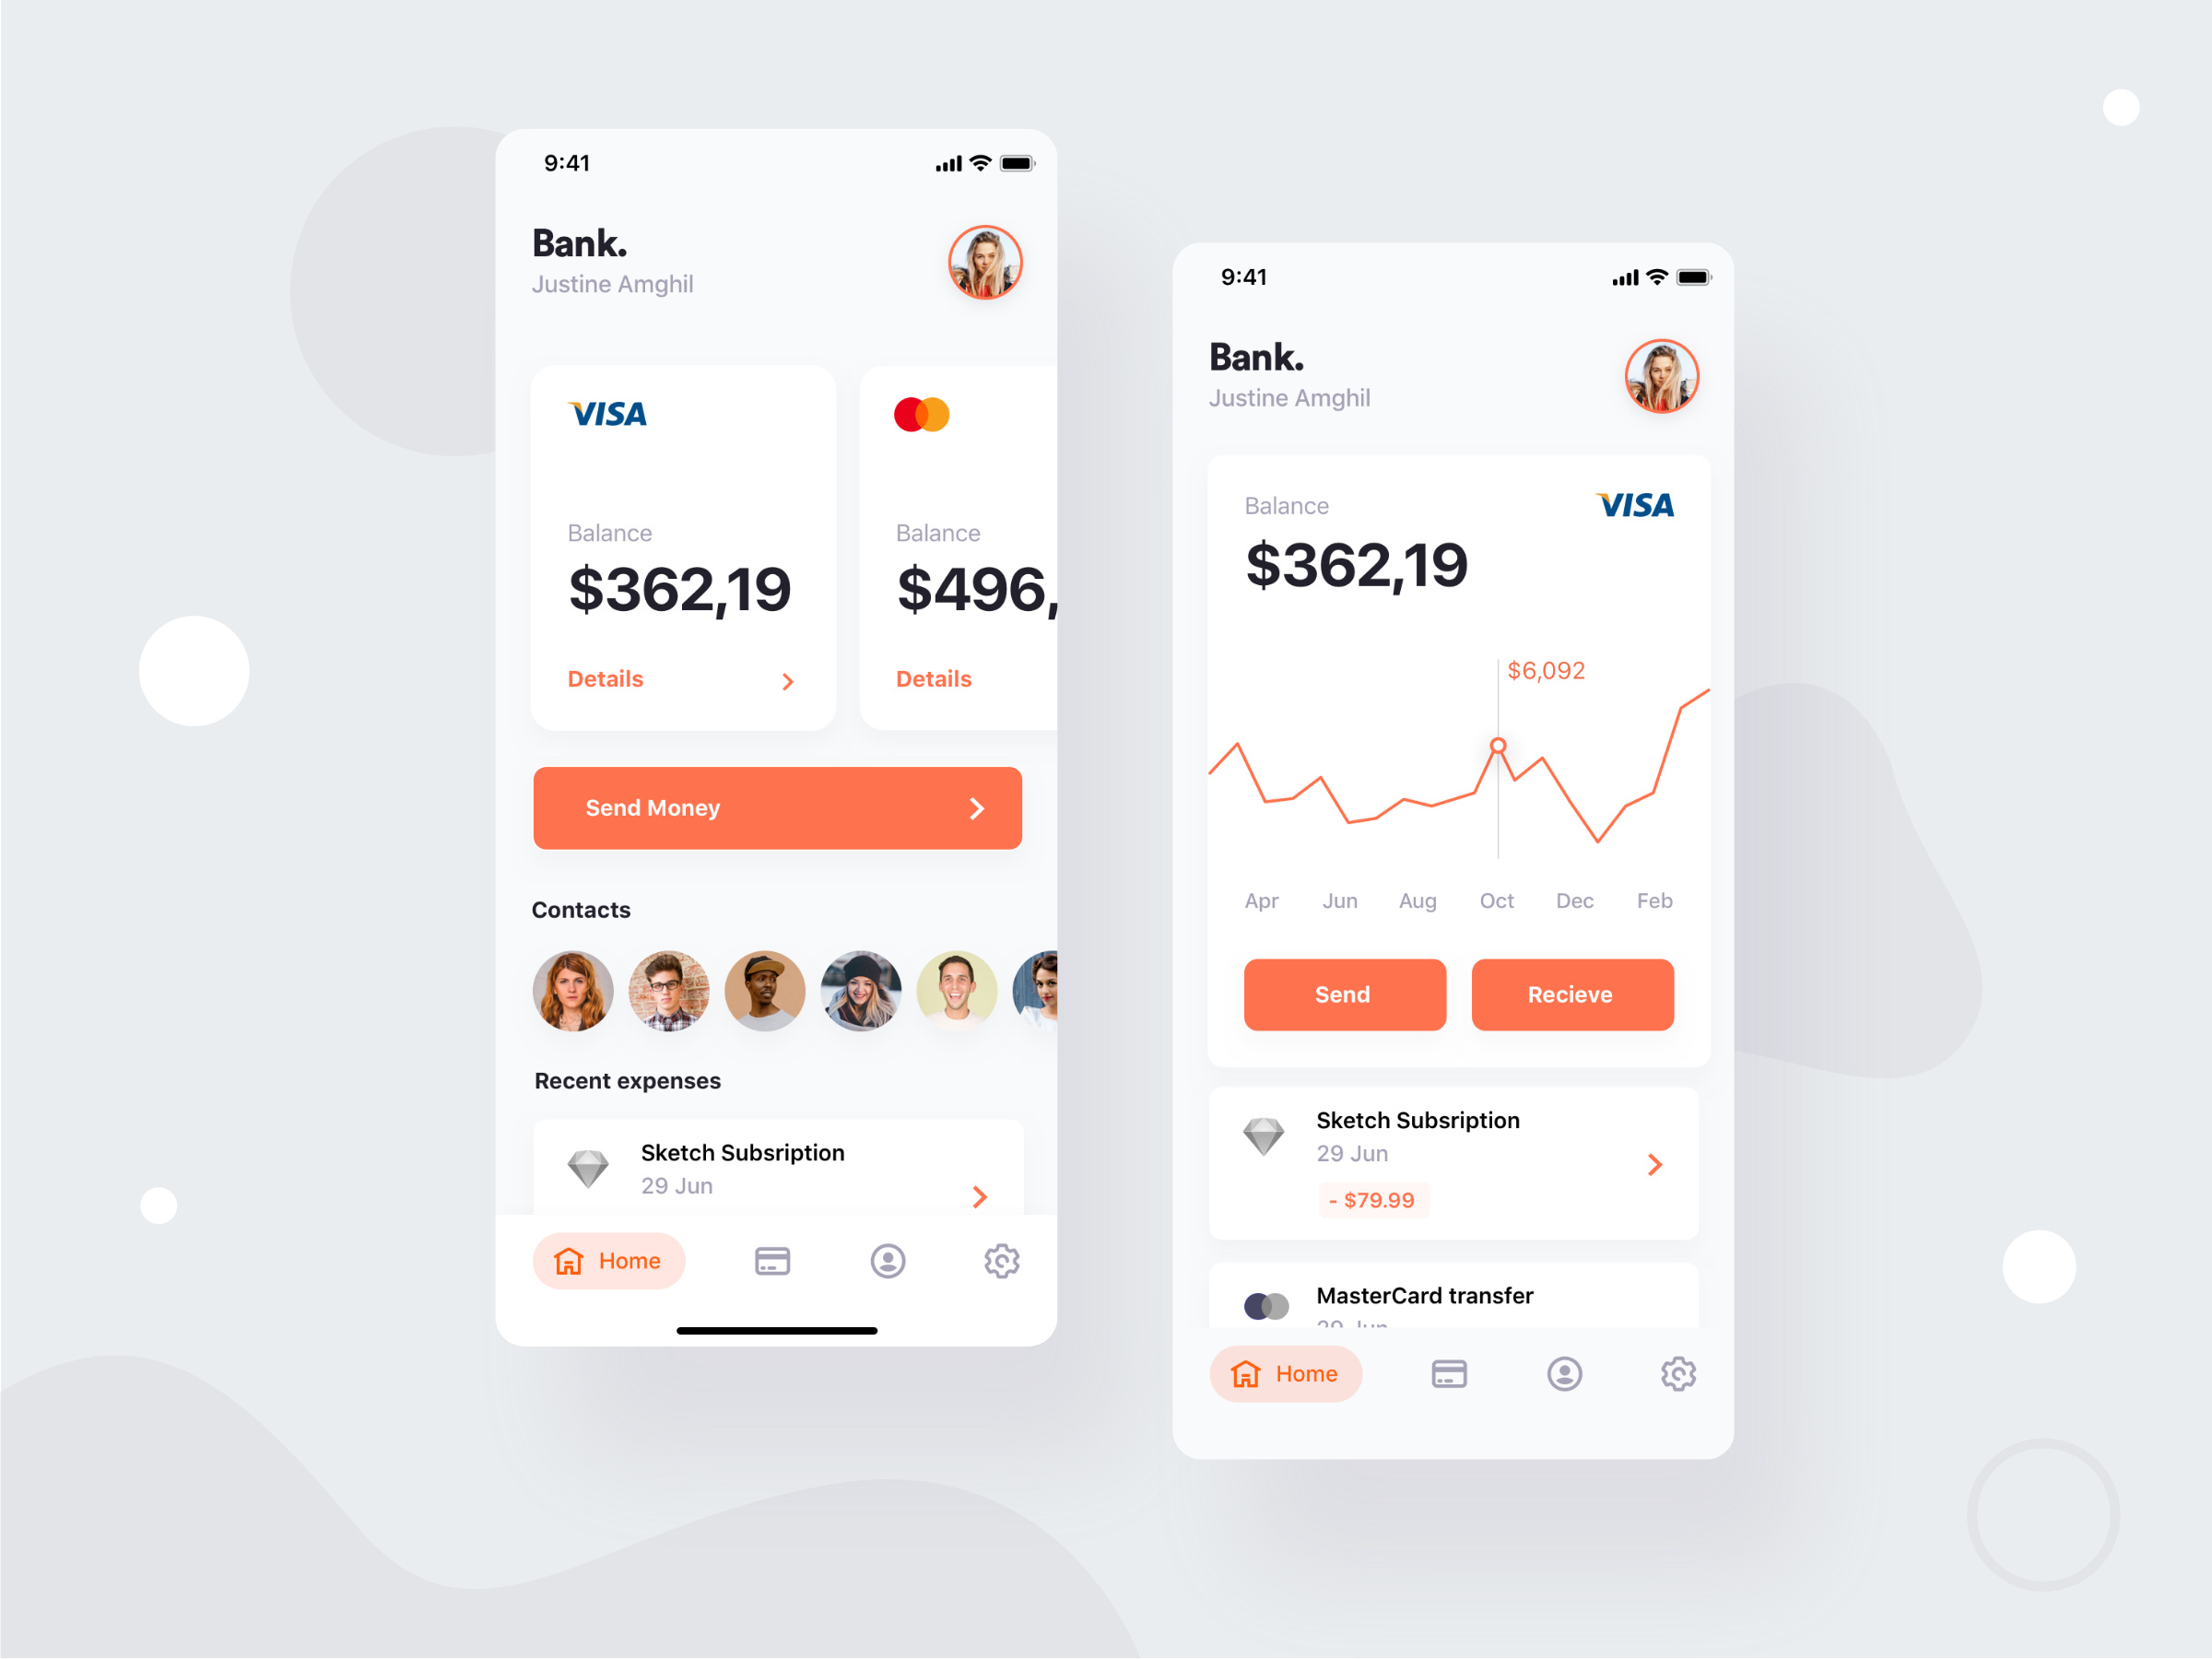 9:41
Bank.
Justine Amghil
VISA
Balance
$362,19
Details
Balance
$496,
Details
Send Money
Contacts
Recent expenses
Sketch Subsription
29 Jun
Home
9:41
Bank.
Justine Amghil
Balance
VISA
$362,19
$6,092
Apr Jun Aug Oct Dec Feb
Send
Recieve
Sketch Subsription
29 Jun
- $79.99
MasterCard transfer
29 Jun
Home